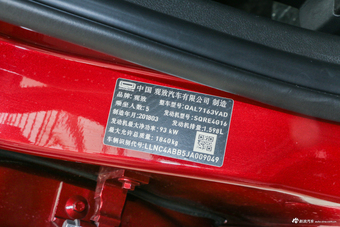 中国 观致汽车有限公司 制造
品牌: 观致 整车型号: QAL7163VAD
乘坐人数: 5 发动机型号: SQRE4G16
制造年月: 201803 发动机排量: 1.598L
发动机最大净功率: 93 kW
最大允许总质量: 1840kg
车辆识别代号: LLNC6ABB5JA009049